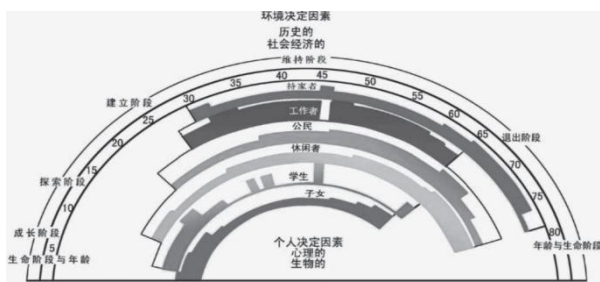 环境决定因素
历史的
社会经济的
维持阶段
40 45
35 50
30 持家者 55
建立阶段
25 工作者 60
公民
20 65 退出阶段
休闲者
15 70
学生
探索阶段
子女 75
10
成长阶段 80
5 个人决定因素 年龄与生命阶段
生命阶段与年龄 心理的
生物的